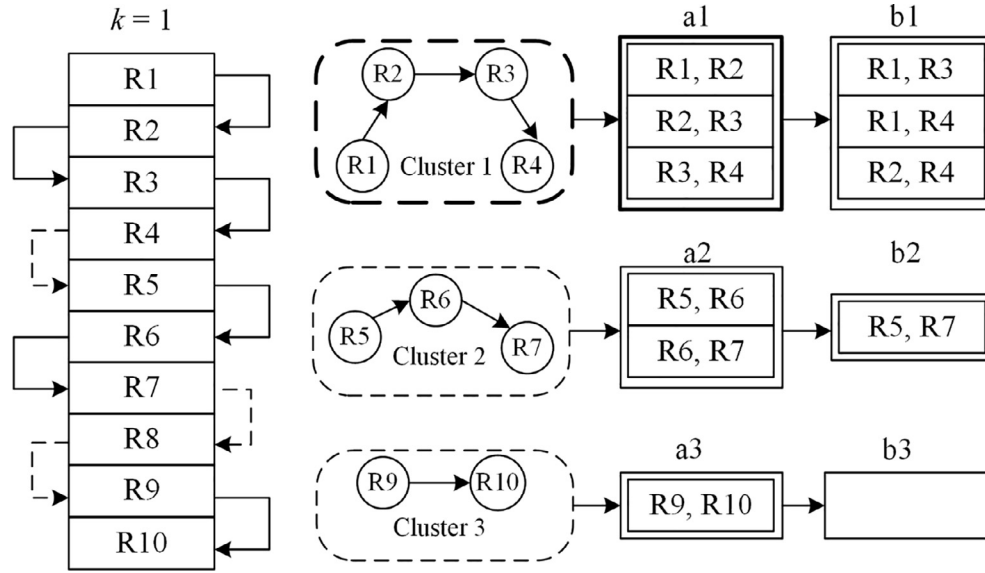 k = 1
R1
R2
R3
R4
R5
R6
R7
R8
R9
R10
R2 R3
R1 Cluster 1 R4
a1
R1, R2
R2, R3
R3, R4
b1
R1, R3
R1, R4
R2, R4
R6
R5 R7
Cluster 2
a2
R5, R6
R6, R7
b2
R5, R7
R9 R10
Cluster 3
a3
R9, R10
b3